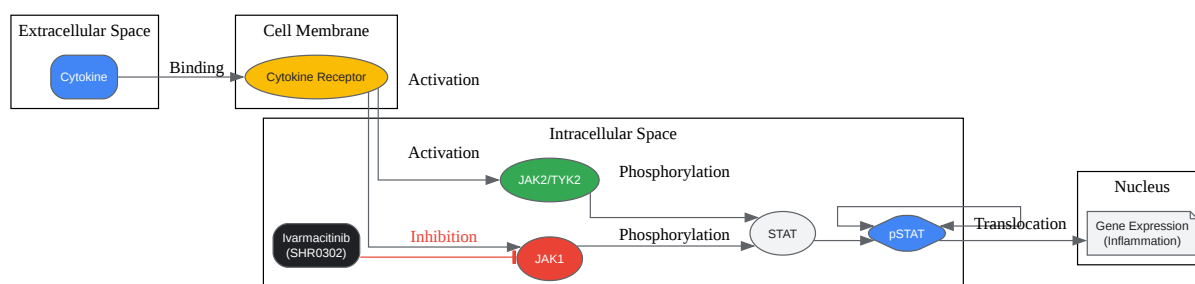 Extracellular Space
Cell Membrane
Cytokine
Binding
Cytokine Receptor
Activation
Intracellular Space
Activation
JAK2/TYK2
Phosphorylation
Nucleus
Ivarmacitinib
(SHR0302)
Inhibition
JAK1
Phosphorylation
STAT
pSTAT
Translocation
Gene Expression
(Inflammation)